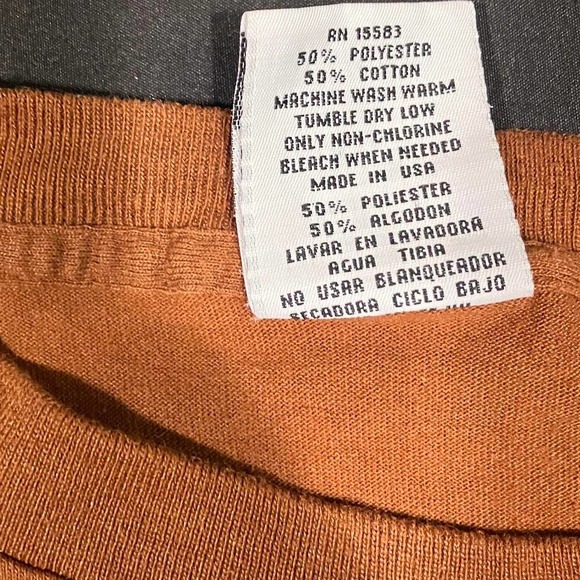 RN 15583
50% POLYESTER
50% COTTON
MACHINE WASH WARM
TUMBLE DRY LOW
ONLY NON-CHLORINE
BLEACH WHEN NEEDED
MADE IN USA
50% POLIESTER
50% ALGODON
LAVAR EN LAVADORA
AGUA TIBIA
NO USAR BLANQUEADOR
SECADORA CICLO BAJO